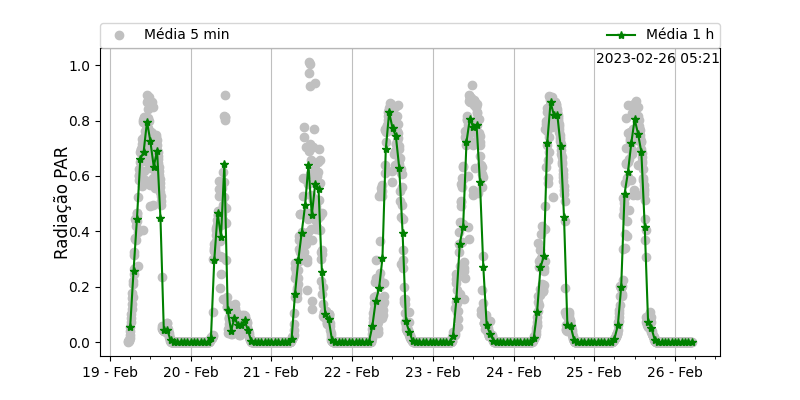 Média 5 min
Média 1 h
2023-02-26 05:21
Radiação PAR
1.0
0.8
0.6
0.4
0.2
0.0
19 - Feb
20 - Feb
21 - Feb
22 - Feb
23 - Feb
24 - Feb
25 - Feb
26 - Feb